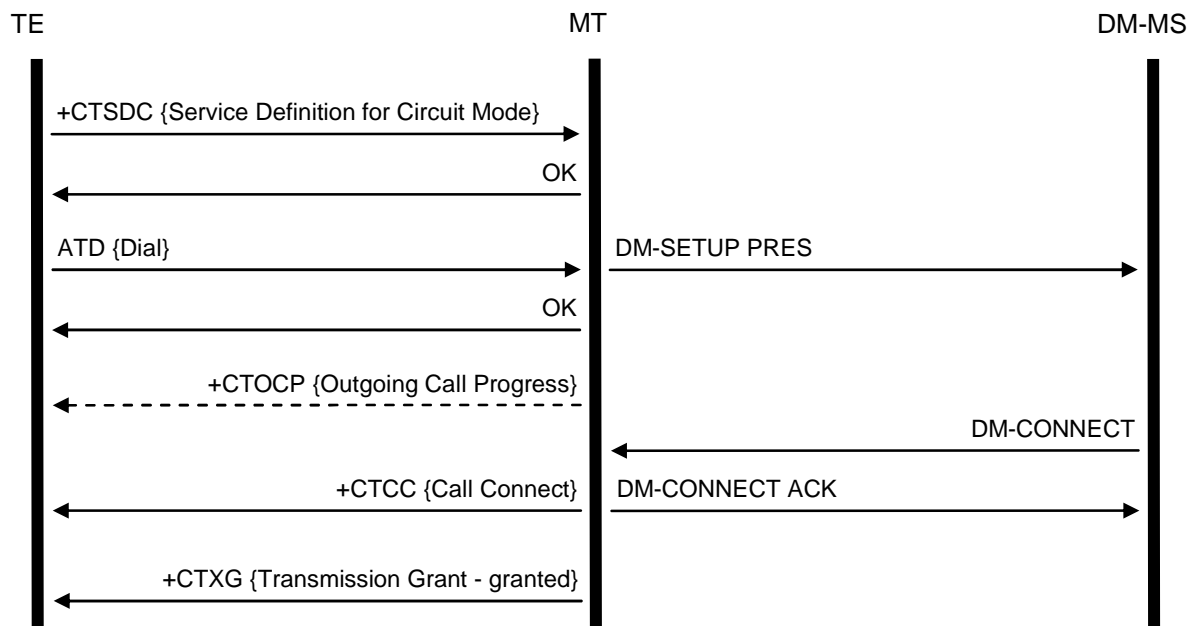 TE
MT
DM-MS
+CTSDC {Service Definition for Circuit Mode}
OK
ATD {Dial}
DM-SETUP PRES
OK
+CTOCP {Outgoing Call Progress}
DM-CONNECT
+CTCC {Call Connect}
DM-CONNECT ACK
+CTXG {Transmission Grant - granted}